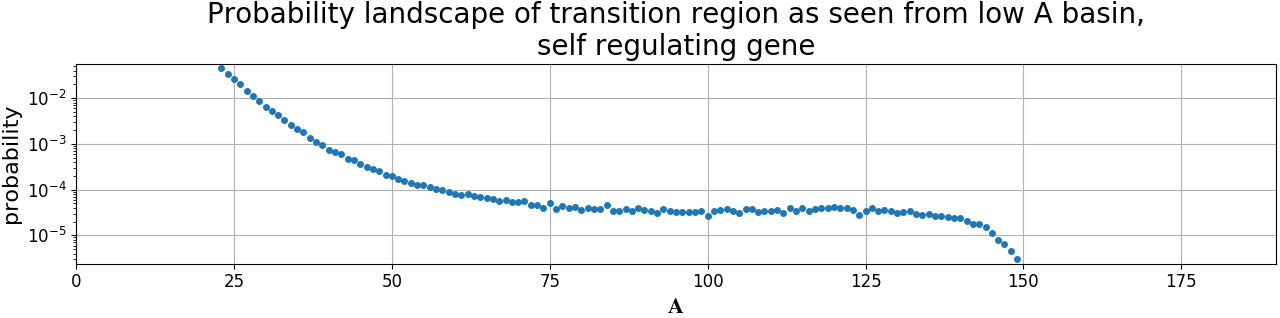 Probability landscape of transition region as seen from low A basin,
self regulating gene
probability
10⁻²
10⁻³
10⁻⁴
10⁻⁵
0 25 50 75 100 125 150 175
A